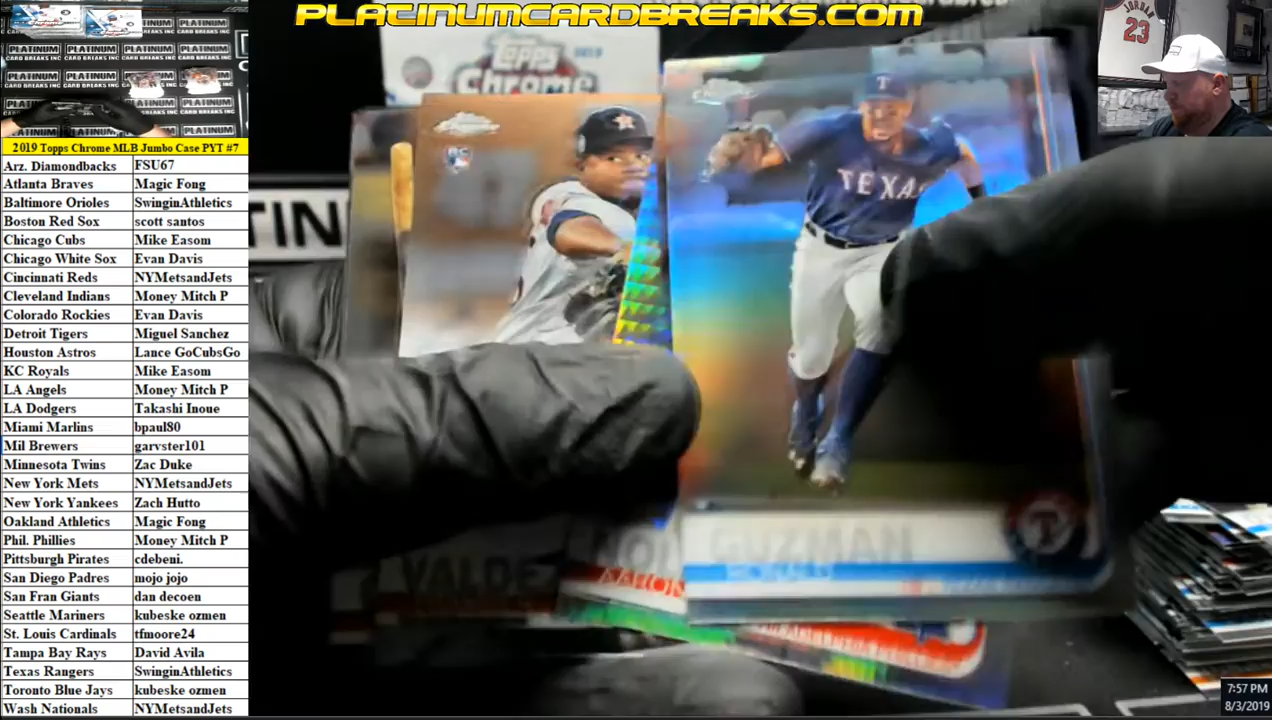 PLATINUMCARDBREAKS.COM
JORDAN
23
PLATINUM
CARD BREAKS INC
2019 Topps Chrome MLB Jumbo Case PYT #7
Arz. Diamondbacks FSU67
Atlanta Braves Magic Fong
Baltimore Orioles SwinginAthletics
Boston Red Sox scott santos
Chicago Cubs Mike Easom
Chicago White Sox Evan Davis
Cincinnati Reds NYMetsandJets
Cleveland Indians Money Mitch P
Colorado Rockies Evan Davis
Detroit Tigers Miguel Sanchez
Houston Astros Lance GoCubsGo
KC Royals Mike Easom
LA Angels Money Mitch P
LA Dodgers Takashi Inoue
Miami Marlins bpaul80
Mil Brewers garvster101
Minnesota Twins Zac Duke
New York Mets NYMetsandJets
New York Yankees Zach Hutto
Oakland Athletics Magic Fong
Phil. Phillies Money Mitch P
Pittsburgh Pirates cdebeni.
San Diego Padres mojo jojo
San Fran Giants dan decoen
Seattle Mariners kubeske ozmen
St. Louis Cardinals tfmoore24
Tampa Bay Rays David Avila
Texas Rangers SwinginAthletics
Toronto Blue Jays kubeske ozmen
Wash Nationals NYMetsandJets
Topps
Chrome
TEXAS
T
GUZMAN
T
VALDE
AARON
7:57 PM
8/3/2019